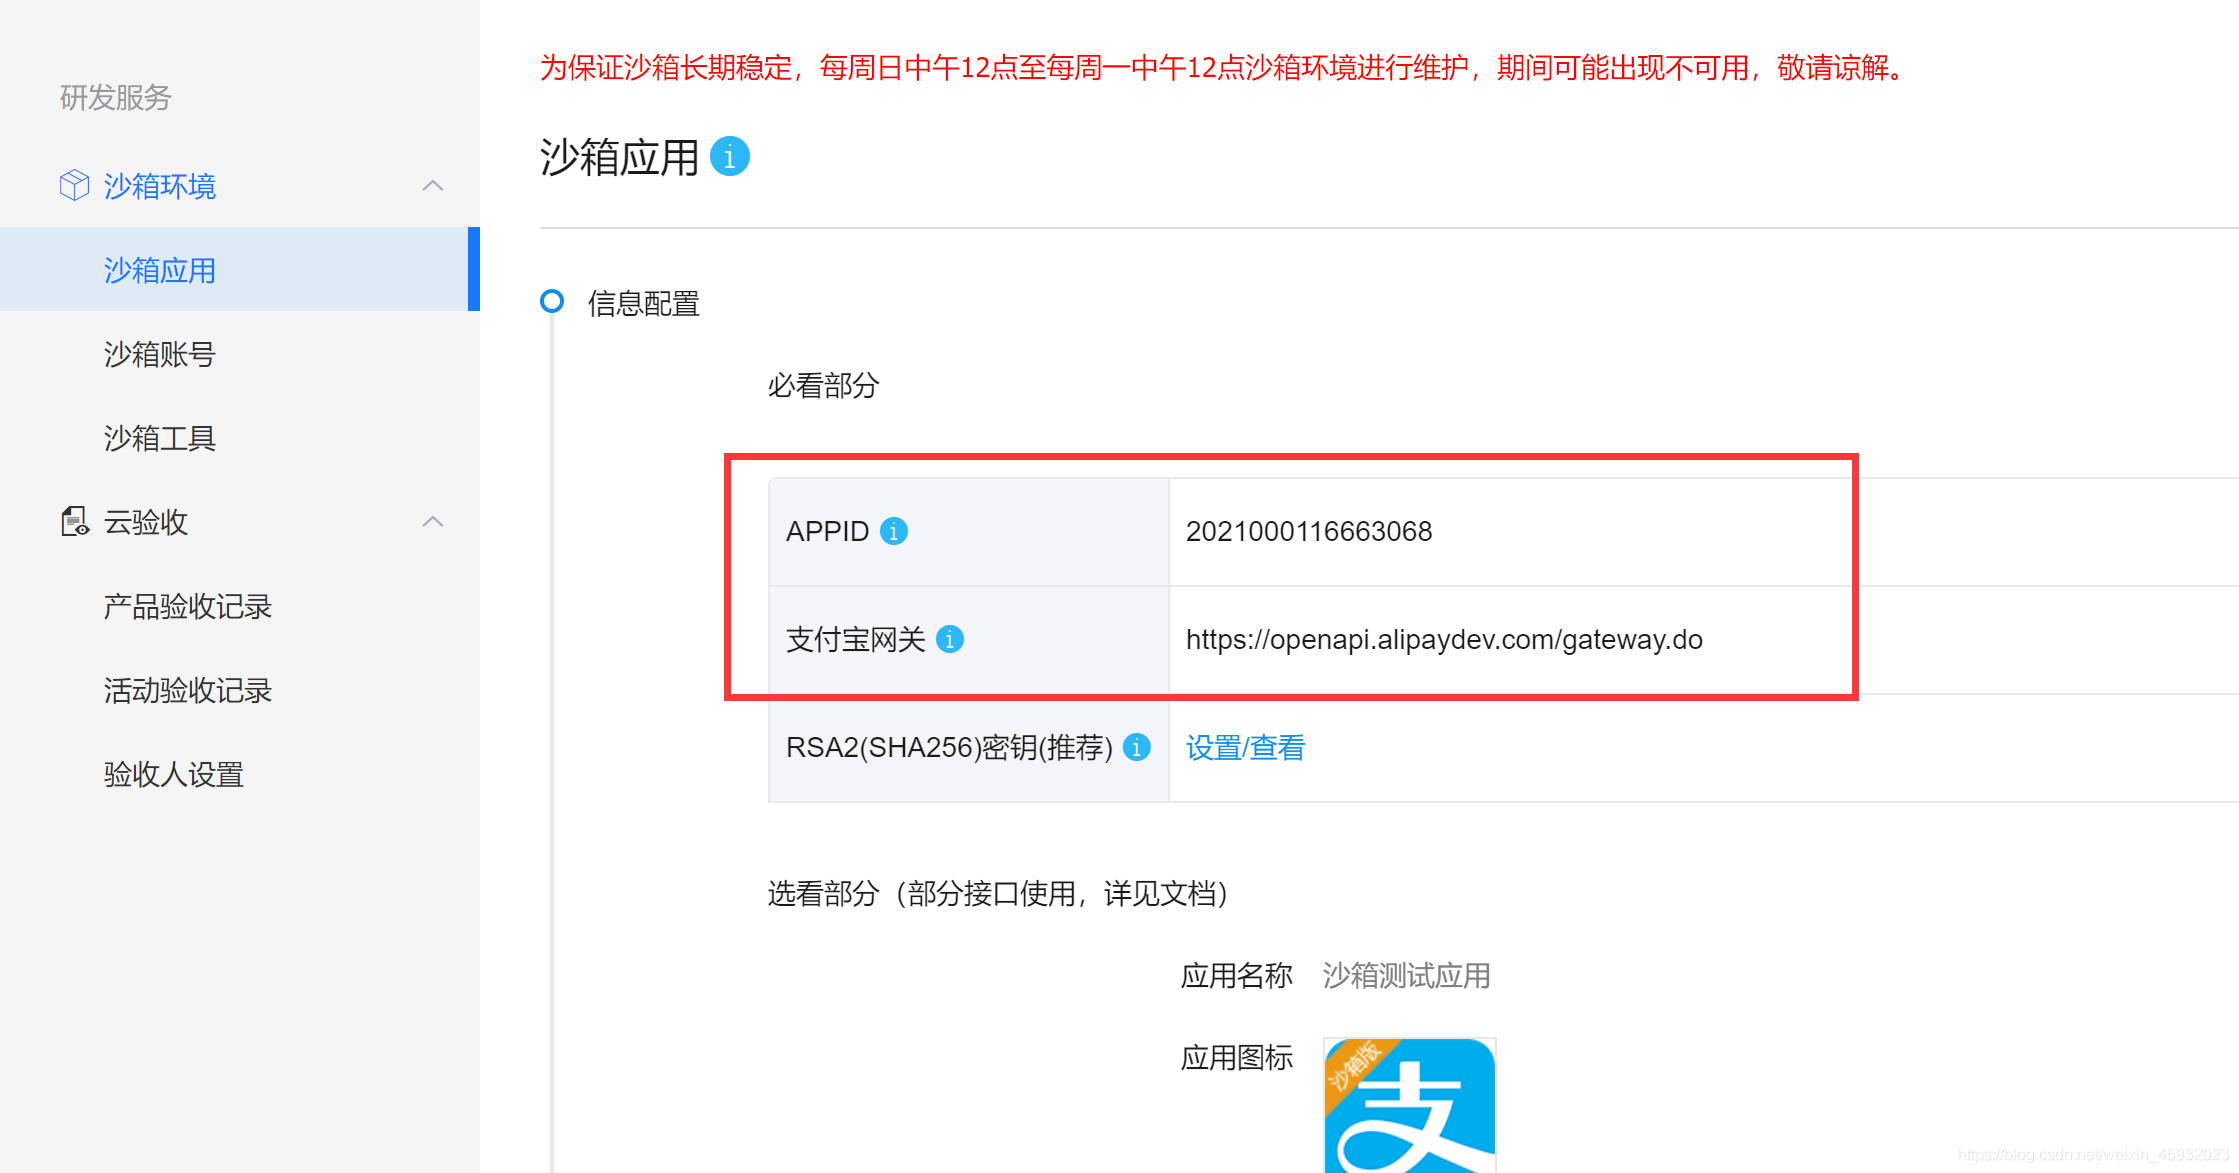 为保证沙箱长期稳定，每周日中午12点至每周一中午12点沙箱环境进行维护，期间可能出现不可用，敬请谅解。
研发服务
沙箱环境
沙箱应用
沙箱账号
沙箱工具
云验收
产品验收记录
活动验收记录
验收人设置
沙箱应用
信息配置
必看部分
APPID 2021000116663068
支付宝网关 https://openapi.alipaydev.com/gateway.do
RSA2(SHA256)密钥(推荐) 设置/查看
选看部分（部分接口使用，详见文档）
应用名称 沙箱测试应用
应用图标
沙箱版
支
https://blog.csdn.net/weixin_45932023